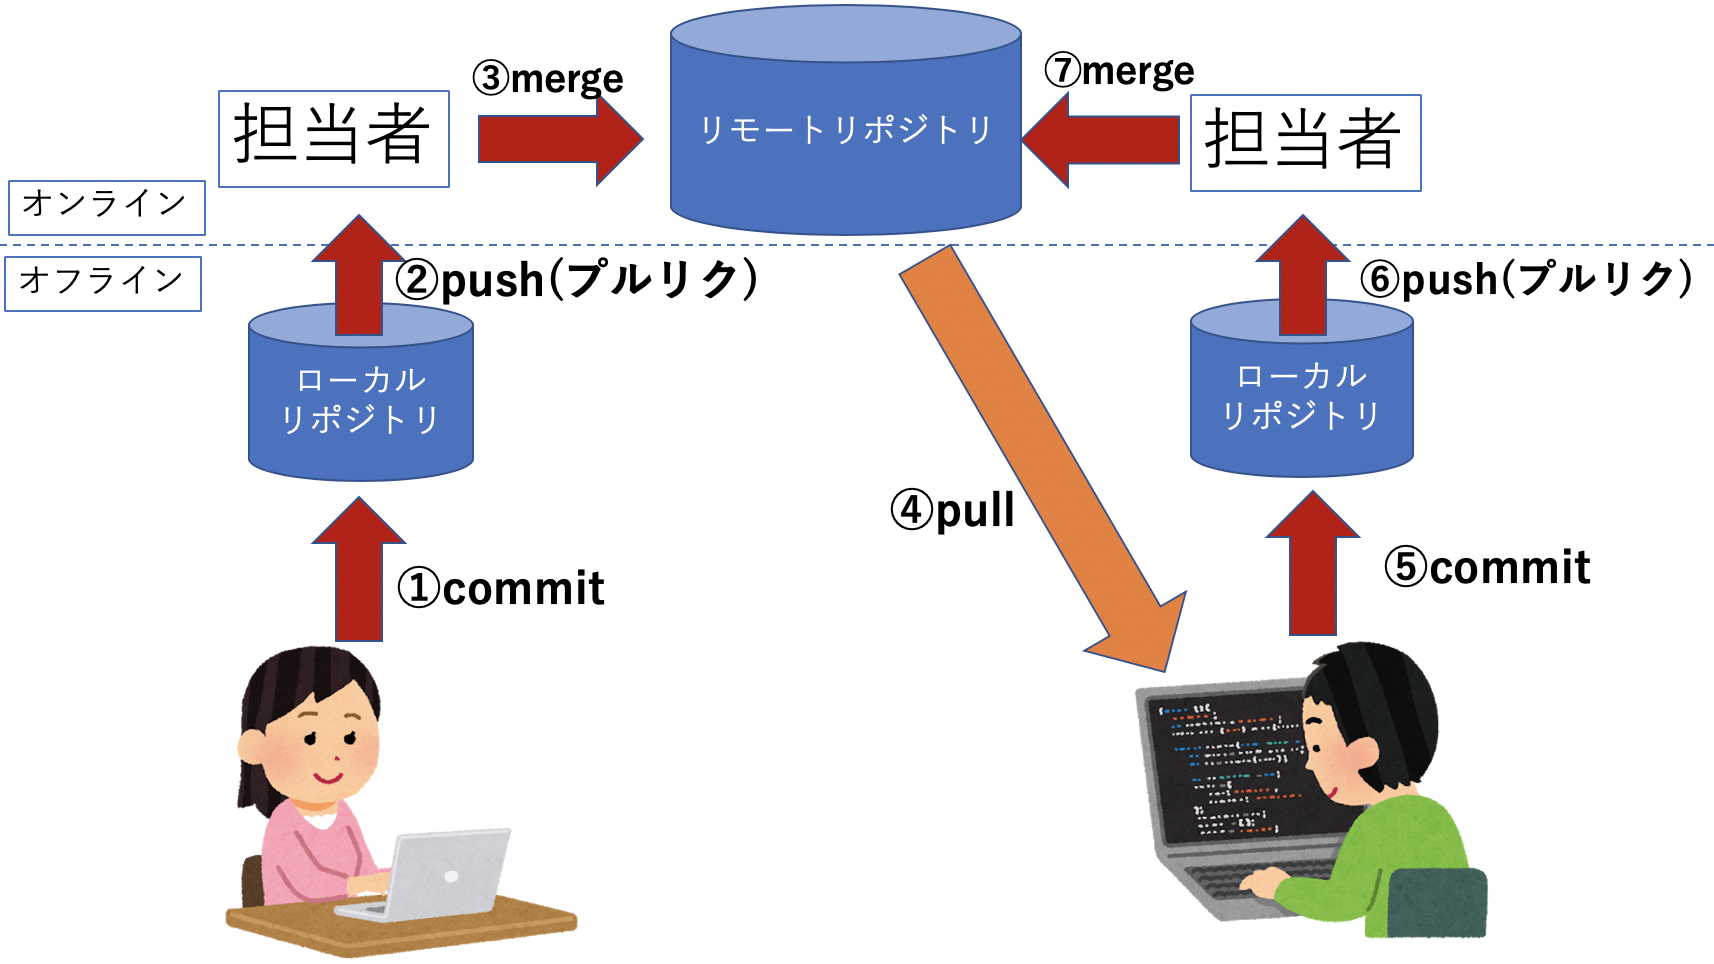 ③merge
⑦merge
担当者
リモートリポジトリ
担当者
オンライン
オフライン
②push(プルリク)
⑥push(プルリク)
ローカル
リポジトリ
ローカル
リポジトリ
④pull
①commit
⑤commit